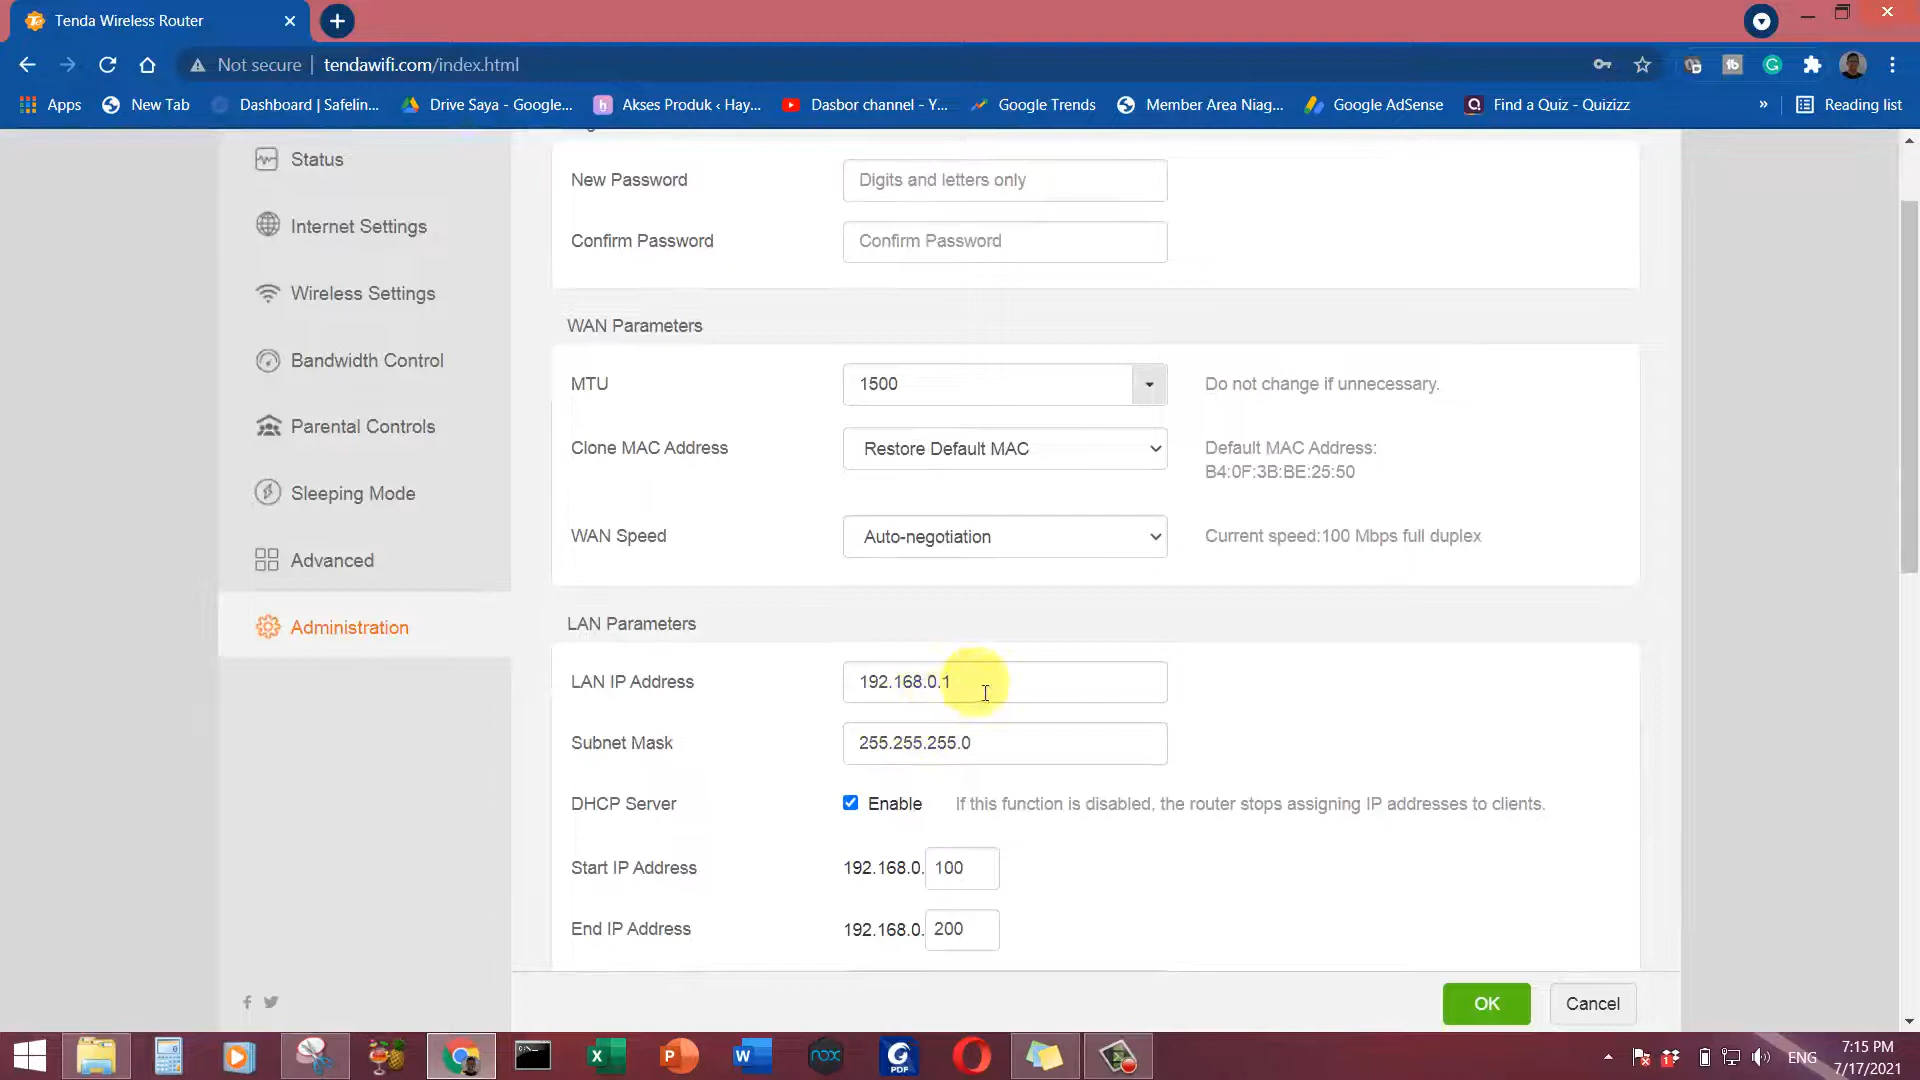 Tenda Wireless Router
Not secure
tendawifi.com/index.html
Apps
New Tab
Dashboard | Safelin...
Drive Saya - Google...
Akses Produk ‹ Hay...
Dasbor channel - Y...
Google Trends
Member Area Niag...
Google AdSense
Find a Quiz - Quizizz
»
Reading list
Status
Internet Settings
Wireless Settings
Bandwidth Control
Parental Controls
Sleeping Mode
Advanced
Administration
New Password
Digits and letters only
Confirm Password
Confirm Password
WAN Parameters
MTU
1500
Do not change if unnecessary.
Clone MAC Address
Restore Default MAC
Default MAC Address:
B4:0F:3B:BE:25:50
WAN Speed
Auto-negotiation
Current speed:100 Mbps full duplex
LAN Parameters
LAN IP Address
192.168.0.1
Subnet Mask
255.255.255.0
DHCP Server
Enable
If this function is disabled, the router stops assigning IP addresses to clients.
Start IP Address
192.168.0.
100
End IP Address
192.168.0.
200
OK
Cancel
ENG
7:15 PM
7/17/2021